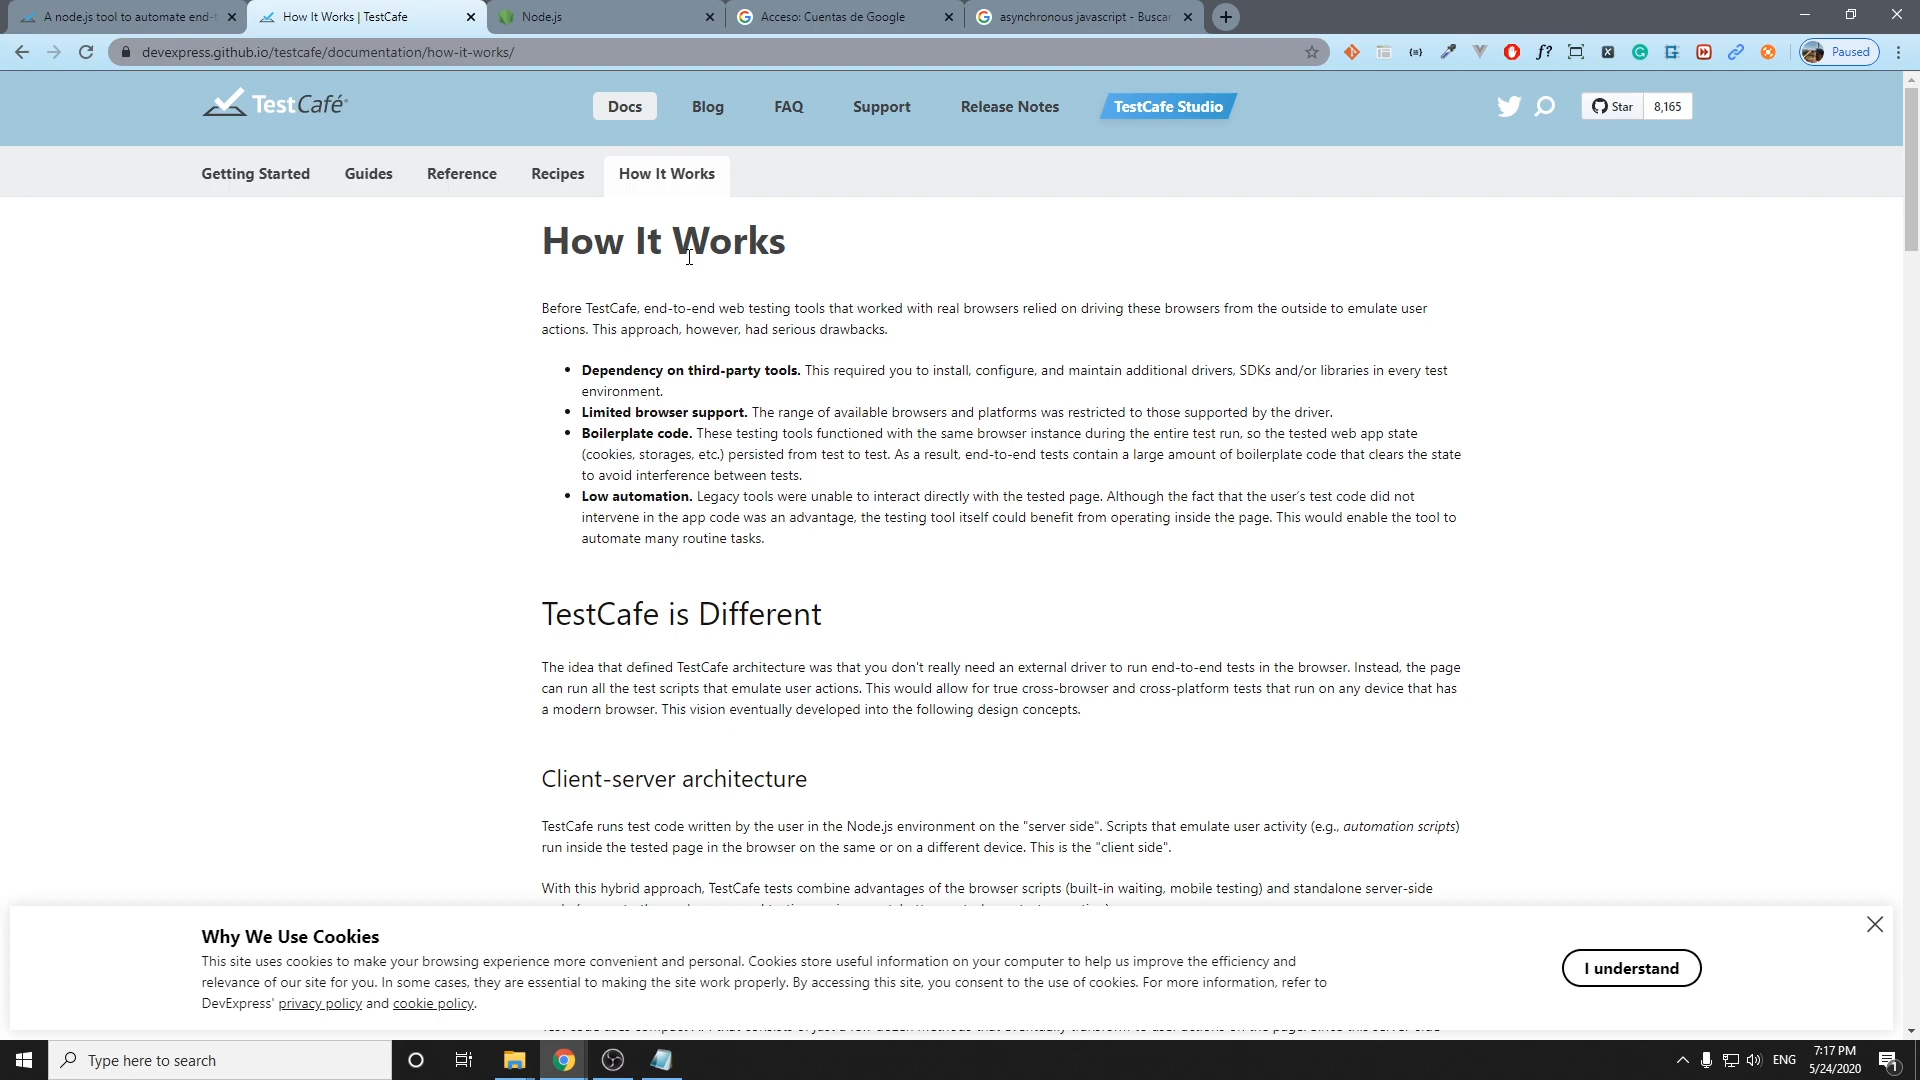 A node.js tool to automate end-t
How It Works | TestCafe
Node.js
Acceso: Cuentas de Google
asynchronous javascript - Buscar
devexpress.github.io/testcafe/documentation/how-it-works/
Paused
TestCafé
Docs
Blog
FAQ
Support
Release Notes
TestCafe Studio
Star
8,165
Getting Started
Guides
Reference
Recipes
How It Works
How It Works
Before TestCafe, end-to-end web testing tools that worked with real browsers relied on driving these browsers from the outside to emulate user
actions. This approach, however, had serious drawbacks.
• Dependency on third-party tools. This required you to install, configure, and maintain additional drivers, SDKs and/or libraries in every test
environment.
• Limited browser support. The range of available browsers and platforms was restricted to those supported by the driver.
• Boilerplate code. These testing tools functioned with the same browser instance during the entire test run, so the tested web app state
(cookies, storages, etc.) persisted from test to test. As a result, end-to-end tests contain a large amount of boilerplate code that clears the state
to avoid interference between tests.
• Low automation. Legacy tools were unable to interact directly with the tested page. Although the fact that the user's test code did not
intervene in the app code was an advantage, the testing tool itself could benefit from operating inside the page. This would enable the tool to
automate many routine tasks.
TestCafe is Different
The idea that defined TestCafe architecture was that you don't really need an external driver to run end-to-end tests in the browser. Instead, the page
can run all the test scripts that emulate user actions. This would allow for true cross-browser and cross-platform tests that run on any device that has
a modern browser. This vision eventually developed into the following design concepts.
Client-server architecture
TestCafe runs test code written by the user in the Node.js environment on the "server side". Scripts that emulate user activity (e.g., automation scripts)
run inside the tested page in the browser on the same or on a different device. This is the "client side".
With this hybrid approach, TestCafe tests combine advantages of the browser scripts (built-in waiting, mobile testing) and standalone server-side
Why We Use Cookies
This site uses cookies to make your browsing experience more convenient and personal. Cookies store useful information on your computer to help us improve the efficiency and
relevance of our site for you. In some cases, they are essential to making the site work properly. By accessing this site, you consent to the use of cookies. For more information, refer to
DevExpress' privacy policy and cookie policy.
I understand
Type here to search
ENG
7:17 PM
5/24/2020
1